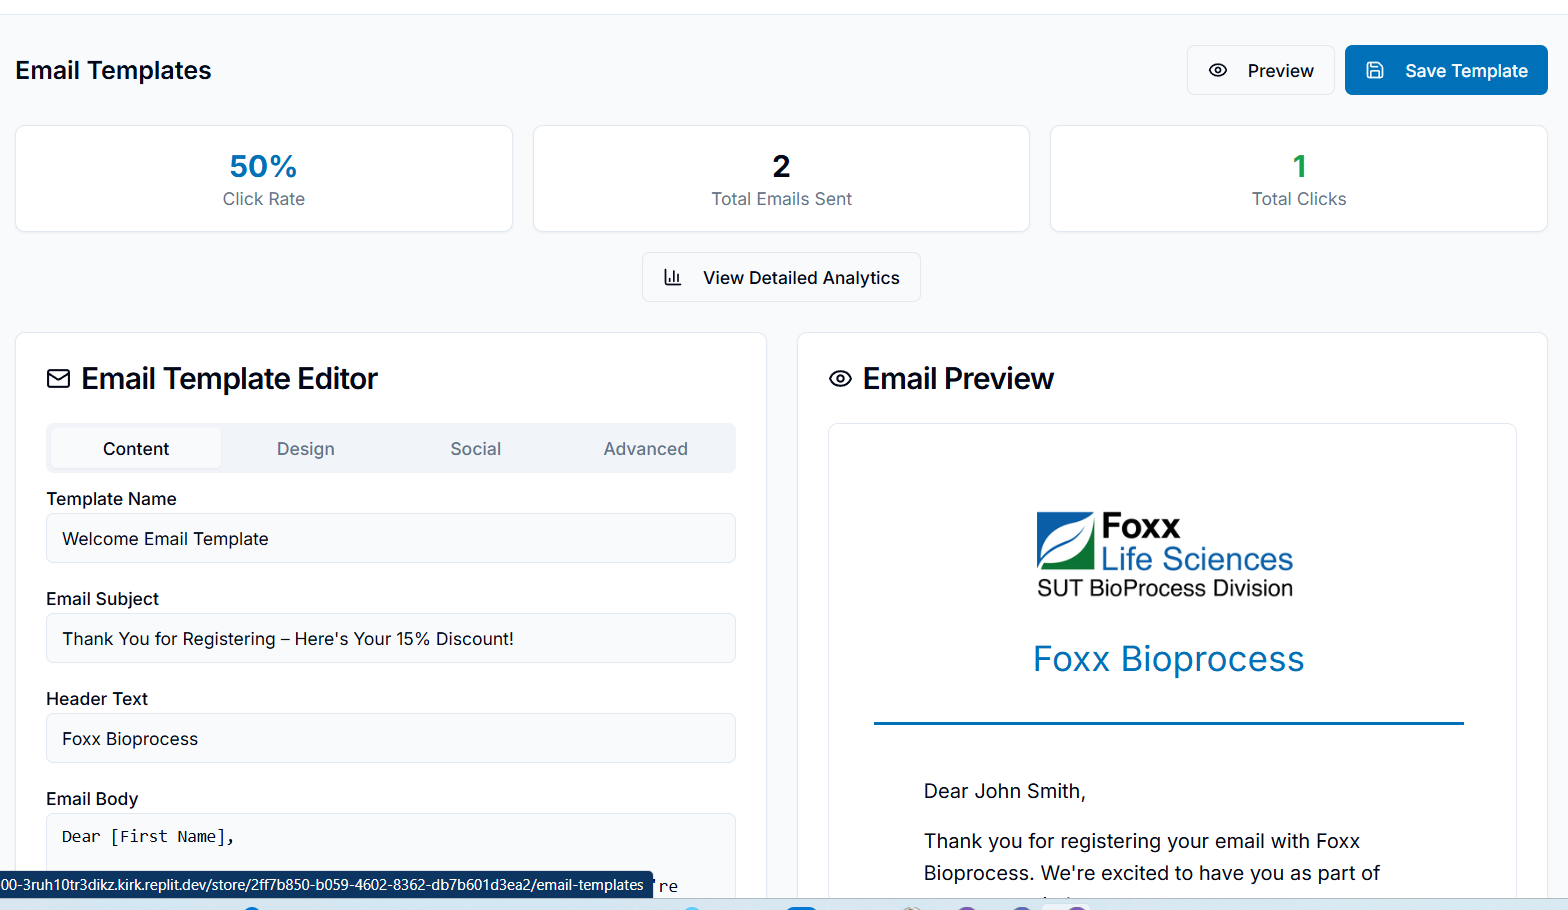 Email Templates
Preview
Save Template
50%
Click Rate
2
Total Emails Sent
1
Total Clicks
View Detailed Analytics
Email Template Editor
Content Design Social Advanced
Template Name
Welcome Email Template
Email Subject
Thank You for Registering – Here's Your 15% Discount!
Header Text
Foxx Bioprocess
Email Body
Dear [First Name],
're
00-3ruh10tr3dikz.kirk.replit.dev/store/2ff7b850-b059-4602-8362-db7b601d3ea2/email-templates
Email Preview
Foxx
Life Sciences
SUT BioProcess Division
Foxx Bioprocess
Dear John Smith,
Thank you for registering your email with Foxx
Bioprocess. We're excited to have you as part of